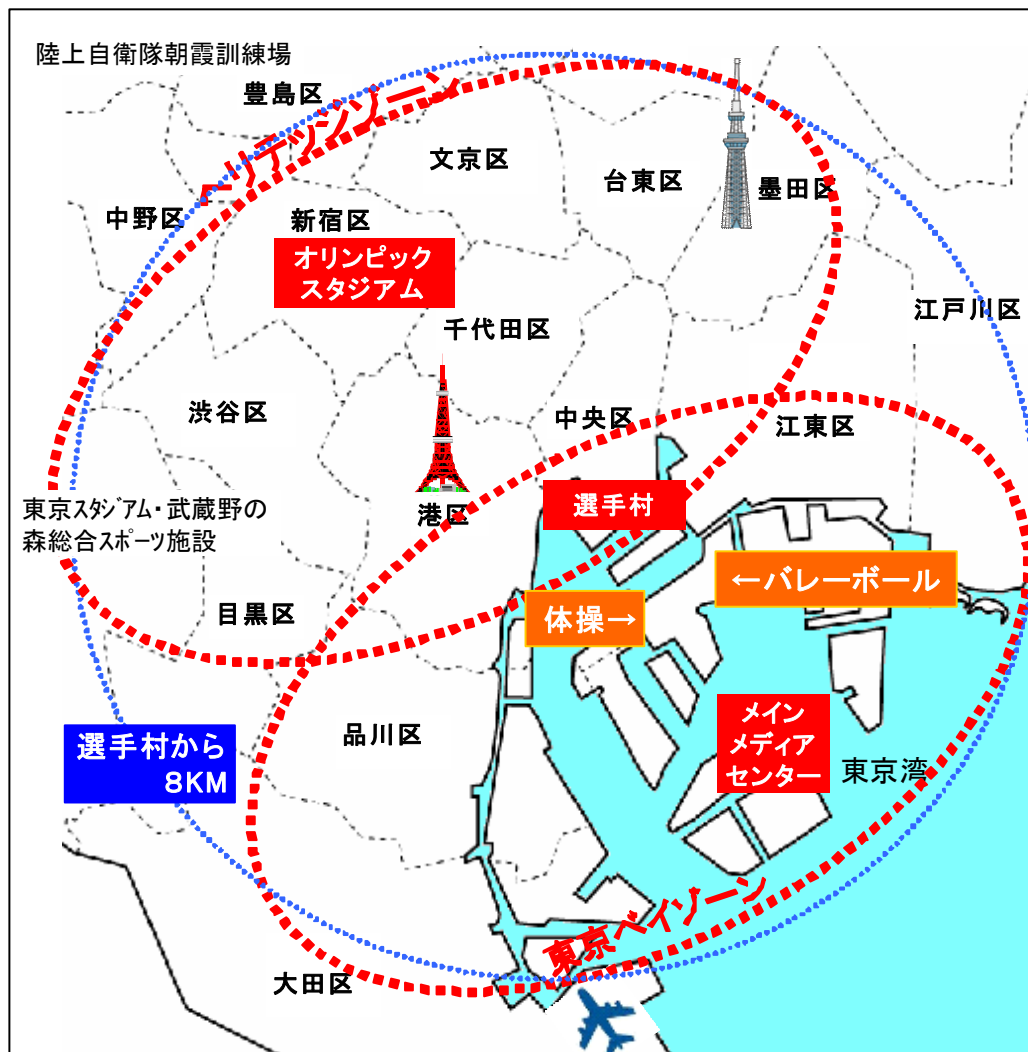 陸上自衛隊朝霞訓練場
豊島区
ヘリテッジゾーン
文京区
台東区
墨田区
中野区
新宿区
オリンピック
スタジアム
江戸川区
千代田区
渋谷区
中央区
江東区
東京スタジアム・武蔵野の
森総合スポーツ施設
港区
選手村
←バレーボール
目黒区
体操→
品川区
選手村から
8KM
メイン
メディア
センター
東京湾
東京ベイゾーン
大田区